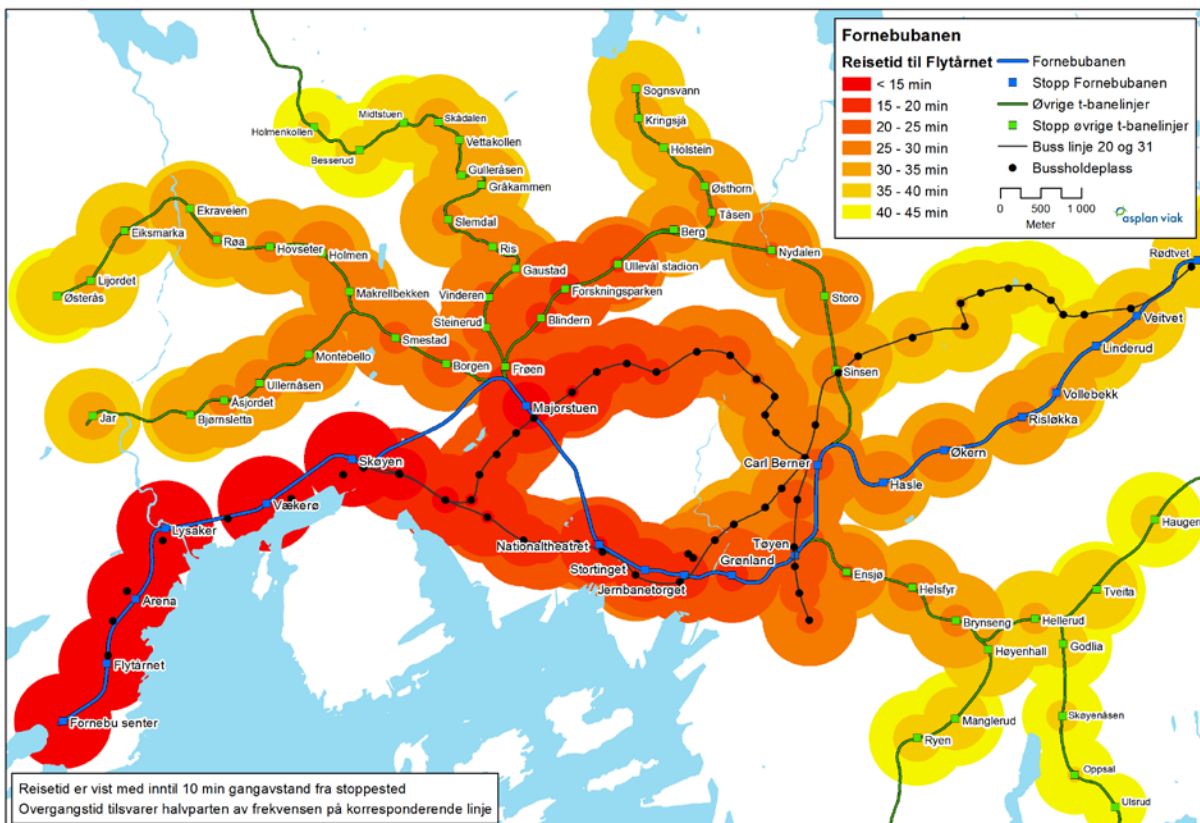 Fornebubanen
Reisetid til Flytårnet
< 15 min
15 - 20 min
20 - 25 min
25 - 30 min
30 - 35 min
35 - 40 min
40 - 45 min
Fornebubanen
Stopp Fornebubanen
Øvrige t-banelinjer
Stopp øvrige t-banelinjer
Buss linje 20 og 31
Bussholdeplass
0 500 1 000
Meter
asplan viak
Sognsvann
Kringsjå
Holstein
Østhorn
Tåsen
Berg
Nydalen
Storo
Sinsen
Ullevål stadion
Forskningsparken
Blindern
Frøen
Holmenkollen
Besserud
Midtstuen
Skådalen
Vettakollen
Gulleråsen
Gråkammen
Slemdal
Ris
Gaustad
Vinderen
Steinerud
Ekraveien
Eiksmarka
Røa
Hovseter
Holmen
Lijordet
Østerås
Makrellbekken
Smestad
Borgen
Montebello
Ullernåsen
Åsjordet
Bjørnsletta
Jar
Majorstuen
Skøyen
Vækerø
Lysaker
Arena
Flytårnet
Fornebu senter
Nationaltheatret
Stortinget
Jernbanetorget
Grønland
Tøyen
Carl Berner
Hasle
Økern
Risløkka
Vollebekk
Linderud
Veitvet
Rødtvet
Ensjø
Helsfyr
Brynseng
Hellerud
Høyenhall
Godlia
Tveita
Haugen
Manglerud
Ryen
Skøyenåsen
Oppsal
Ulsrud
Reisetid er vist med inntil 10 min gangavstand fra stoppested
Overgangstid tilsvarer halvparten av frekvensen på korresponderende linje